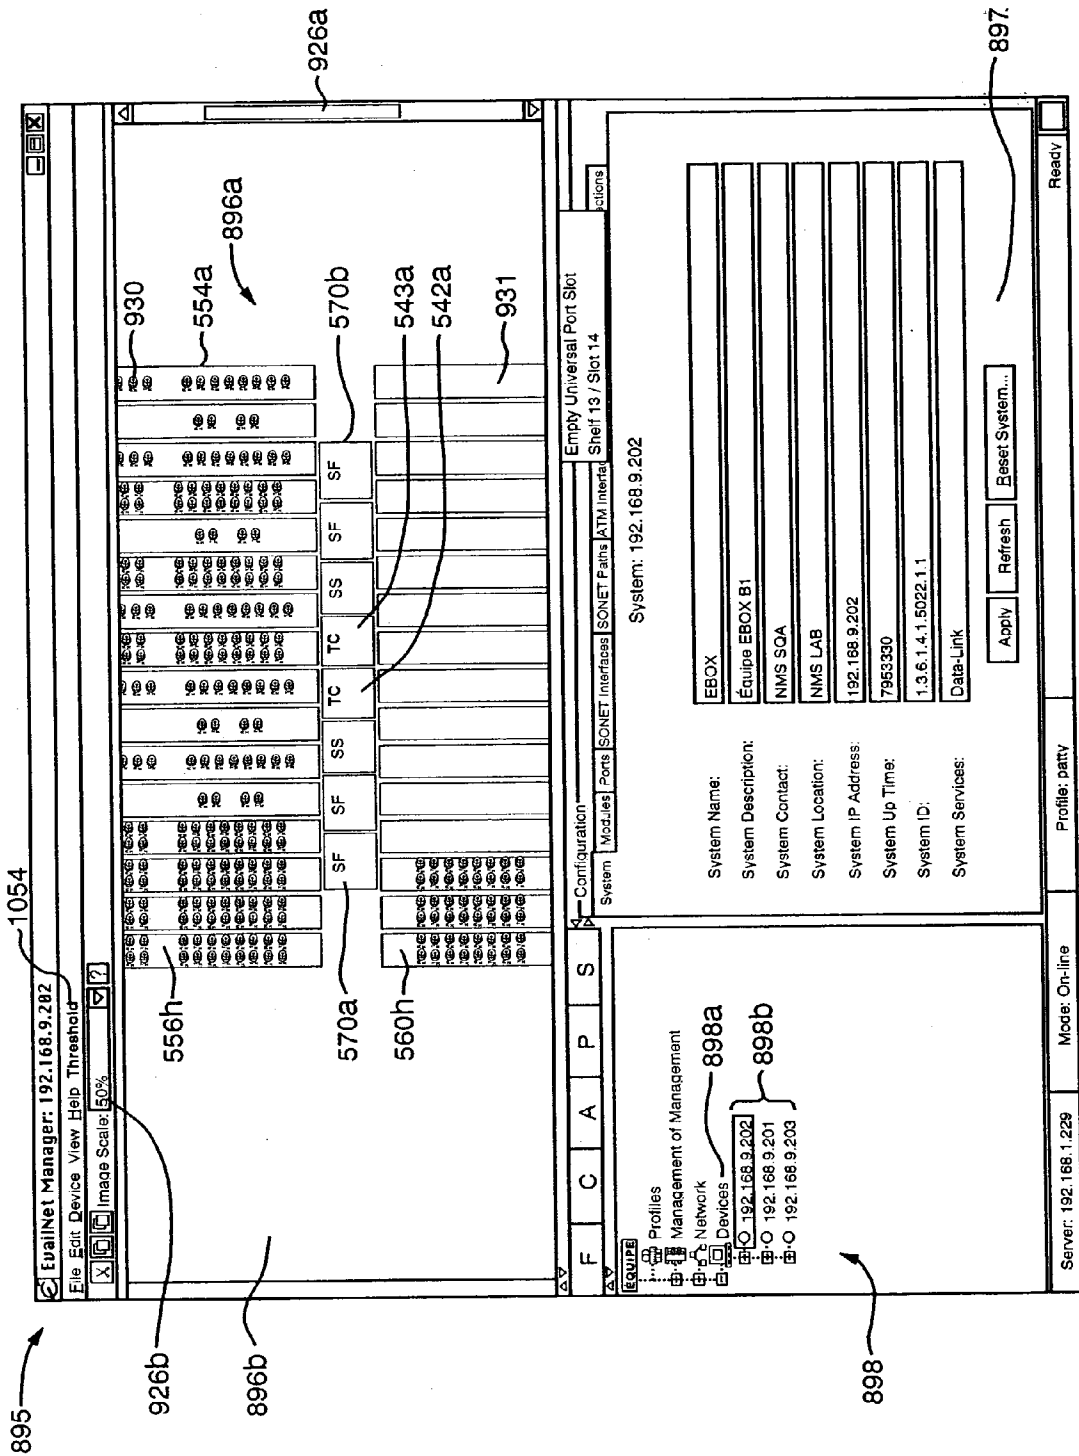 895
1054
EuailNet Manager: 192.168.9.202
File Edit Device View Help Threshold
Image Scale: 50%
?
926b
896b
926a
896a
930
554a
556h
570a
560h
570b
543a
542a
931
SF
SF
SS
TC
TC
SS
SF
SF
F
C
A
P
S
EQUIPE
Profiles
Management of Management
Network
Devices
192.168.9.202
192.168.9.201
192.168.9.203
898a
898b
898
Configuration
System
Modules
Ports
SONET Interfaces
SONET Paths
ATM Interfac
ections
Empty Universal Port Slot
Shelf 13 / Slot 14
System: 192.168.9.202
System Name: EBOX
System Description: Équipe EBOX B1
System Contact: NMS SQA
System Location: NMS LAB
System IP Address: 192.188.9.202
System Up Time: 7953330
System ID: 1.3.6.1.4.1.5022.1.1
System Services: Data-Link
Apply
Refresh
Reset System...
897
Server: 192.168.1.229
Mode: On-line
Profile: patty
Ready